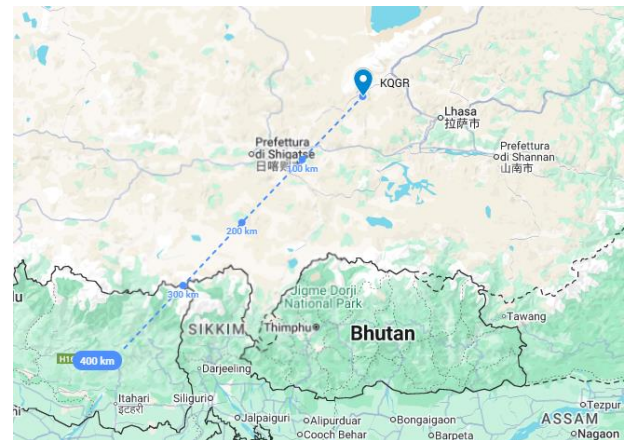 KQGR
Lhasa
拉萨市
Prefettura
di Shigatse
日喀则市
100 km
Prefettura
di Shannan
山南市
200 km
300 km
Jigme Dorji
National Park
SIKKIM
Thimphu
Bhutan
Tawang
400 km
Darjeeling
Itahari
इटहरी
Siliguri
Jalpaiguri
Alipurduar
Cooch Behar
Bongaigaon
Barpeta
Tezpur
ASSAM
Nagaon